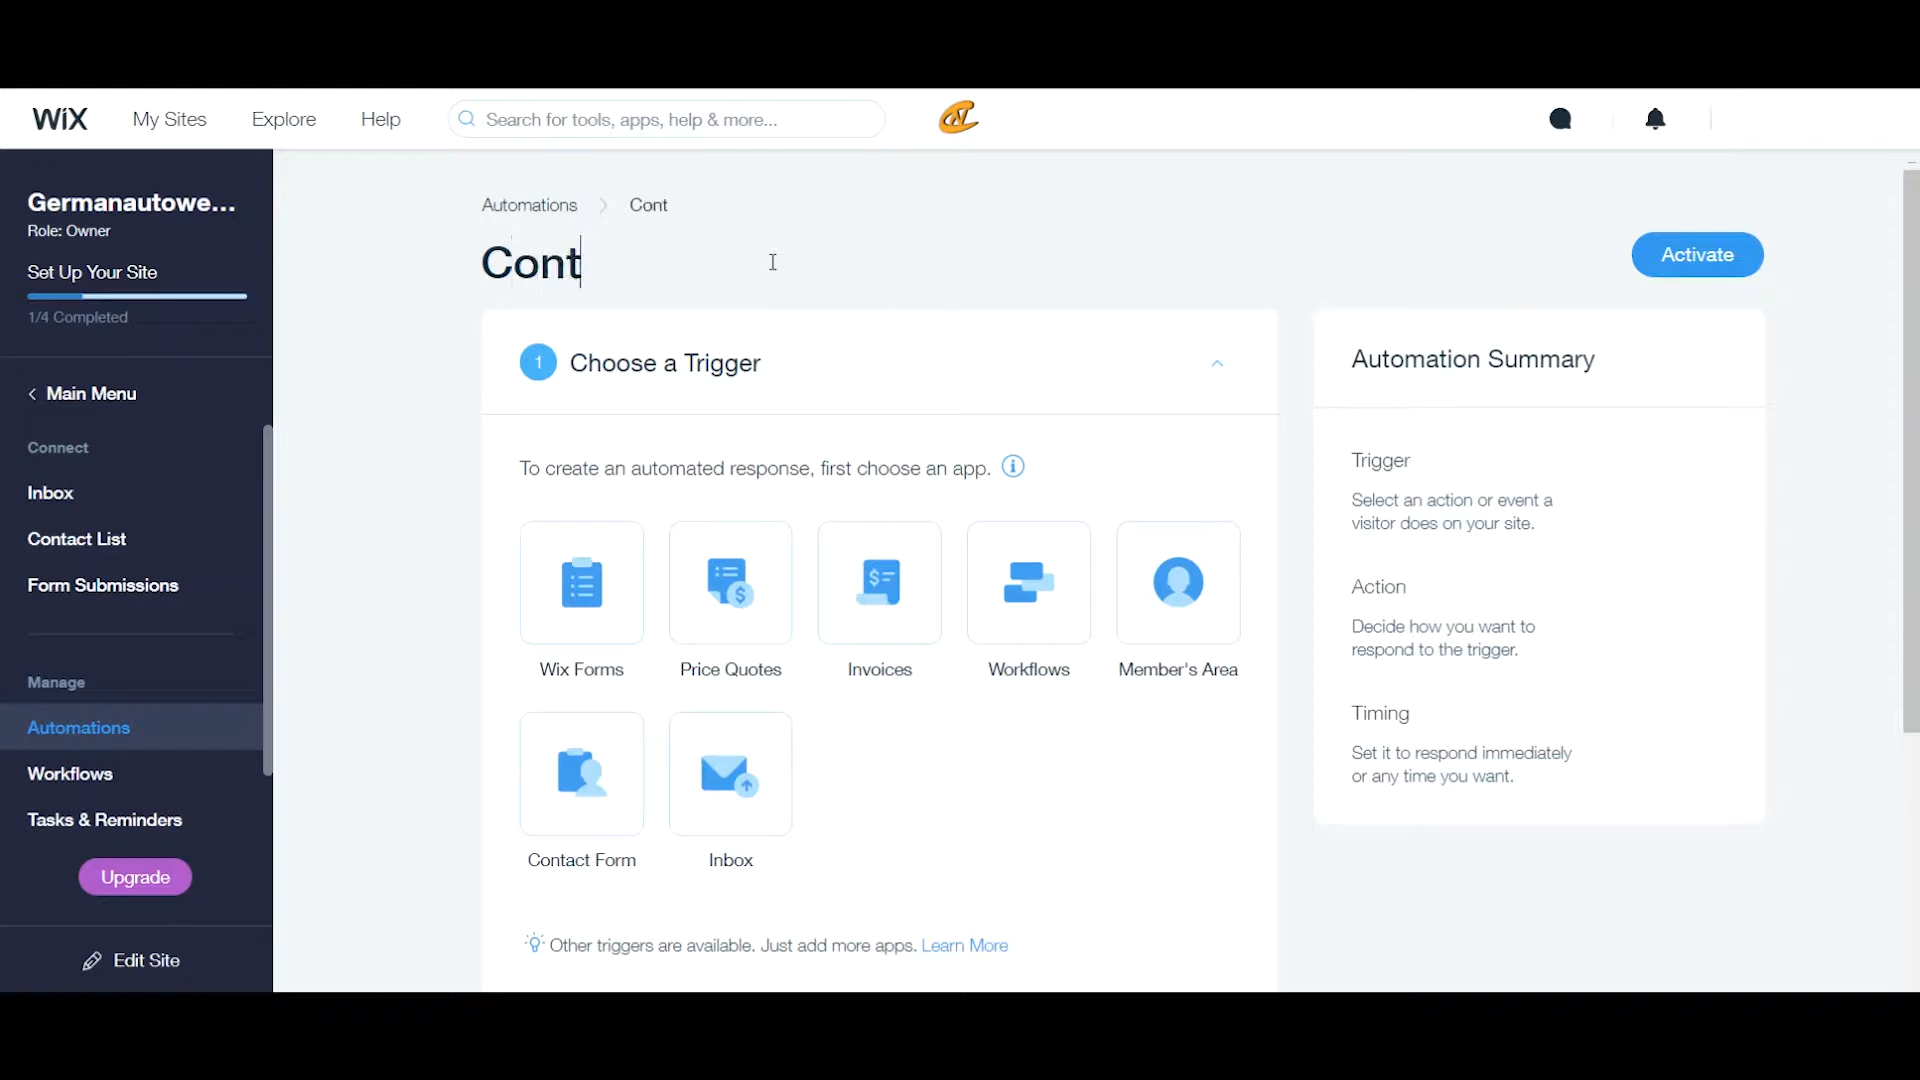 WiX
My Sites
Explore
Help
Search for tools, apps, help & more...
Germanautowe...
Role: Owner
Set Up Your Site
1/4 Completed
Main Menu
Connect
Inbox
Contact List
Form Submissions
Manage
Automations
Workflows
Tasks & Reminders
Upgrade
Edit Site
Automations
Cont
Cont
Activate
1
Choose a Trigger
To create an automated response, first choose an app.
Wix Forms
Price Quotes
Invoices
Workflows
Member's Area
Contact Form
Inbox
Other triggers are available. Just add more apps. Learn More
Automation Summary
Trigger
Select an action or event a
visitor does on your site.
Action
Decide how you want to
respond to the trigger.
Timing
Set it to respond immediately
or any time you want.